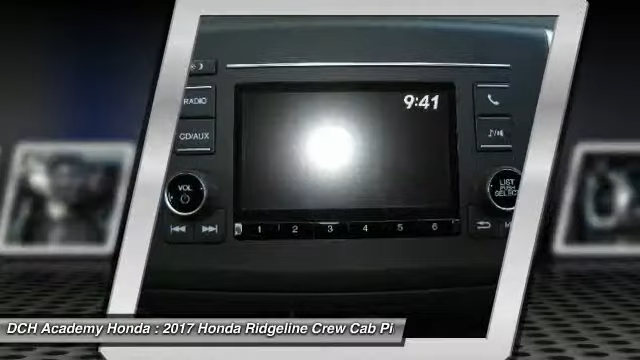 9:41
RADIO
CD/AUX
VOL
LIST
PUSH
SELECT
1 2 3 4 5 6
DCH Academy Honda : 2017 Honda Ridgeline Crew Cab Pi